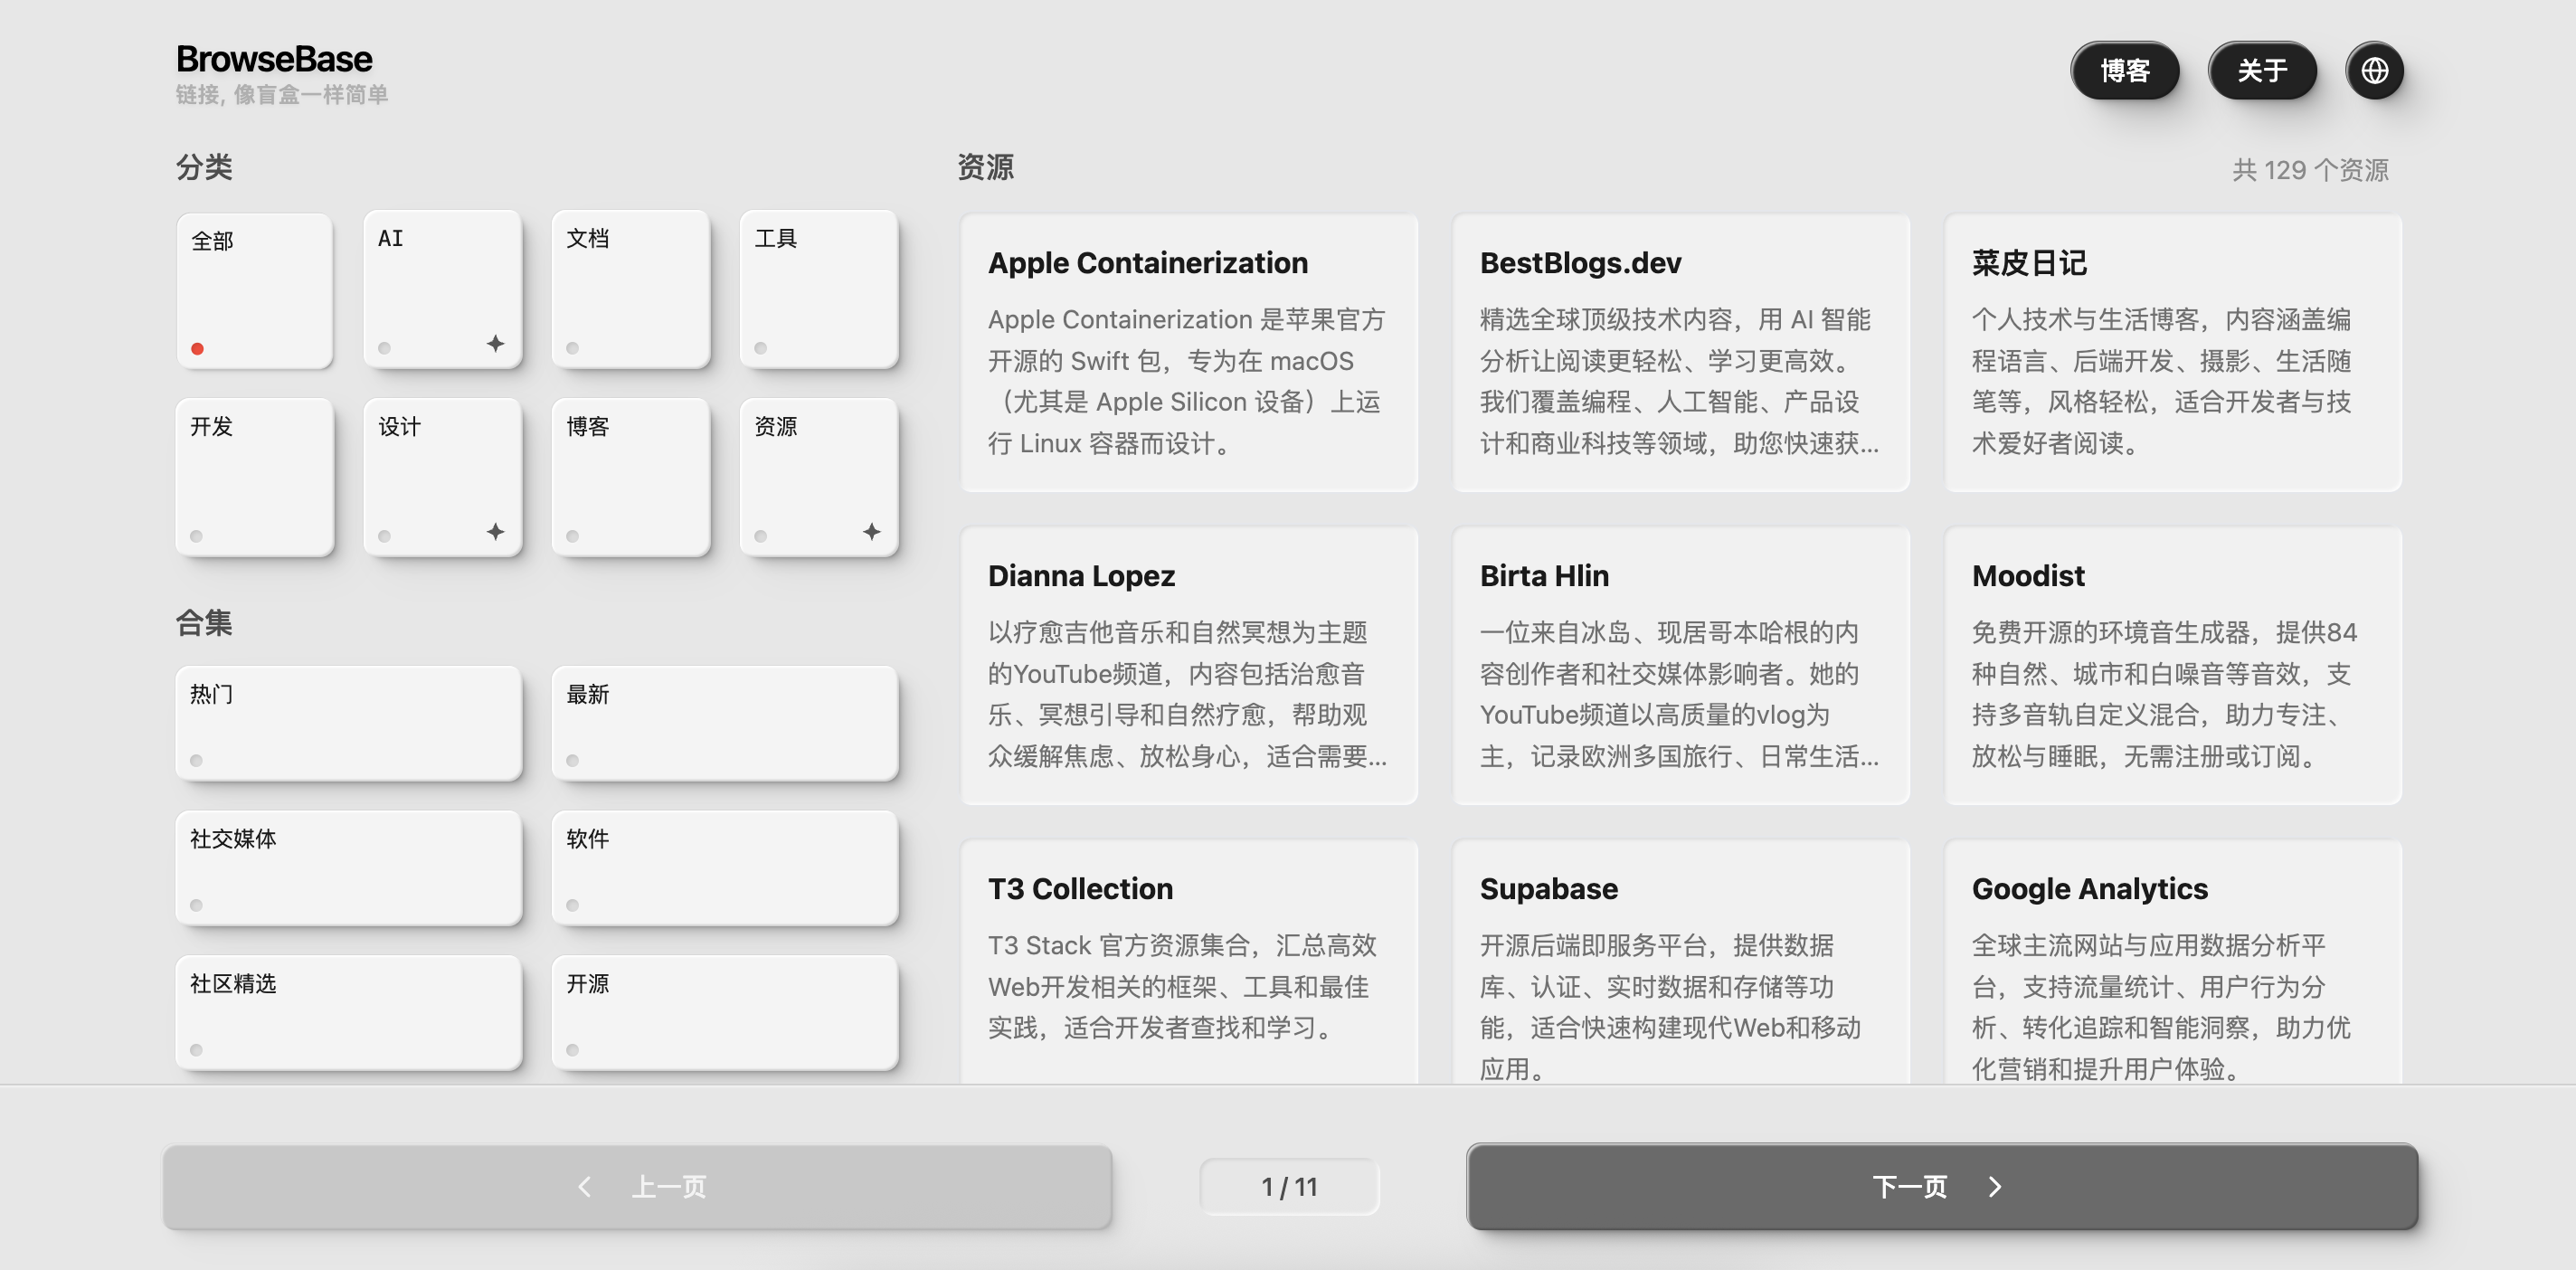 BrowseBase
链接, 像盲盒一样简单
博客
关于
分类
全部
AI
文档
工具
开发
设计
博客
资源
合集
热门
最新
社交媒体
软件
社区精选
开源
资源
共 129 个资源
Apple Containerization
Apple Containerization 是苹果官方
开源的 Swift 包，专为在 macOS
（尤其是 Apple Silicon 设备）上运
行 Linux 容器而设计。
BestBlogs.dev
精选全球顶级技术内容，用 AI 智能
分析让阅读更轻松、学习更高效。
我们覆盖编程、人工智能、产品设
计和商业科技等领域，助您快速获...
菜皮日记
个人技术与生活博客，内容涵盖编
程语言、后端开发、摄影、生活随
笔等，风格轻松，适合开发者与技
术爱好者阅读。
Dianna Lopez
以疗愈吉他音乐和自然冥想为主题
的YouTube频道，内容包括治愈音
乐、冥想引导和自然疗愈，帮助观
众缓解焦虑、放松身心，适合需要...
Birta Hlin
一位来自冰岛、现居哥本哈根的内
容创作者和社交媒体影响者。她的
YouTube频道以高质量的vlog为
主，记录欧洲多国旅行、日常生活...
Moodist
免费开源的环境音生成器，提供84
种自然、城市和白噪音等音效，支
持多音轨自定义混合，助力专注、
放松与睡眠，无需注册或订阅。
T3 Collection
T3 Stack 官方资源集合，汇总高效
Web开发相关的框架、工具和最佳
实践，适合开发者查找和学习。
Supabase
开源后端即服务平台，提供数据
库、认证、实时数据和存储等功
能，适合快速构建现代Web和移动
应用。
Google Analytics
全球主流网站与应用数据分析平
台，支持流量统计、用户行为分
析、转化追踪和智能洞察，助力优
化营销和提升用户体验。
上一页
1 / 11
下一页